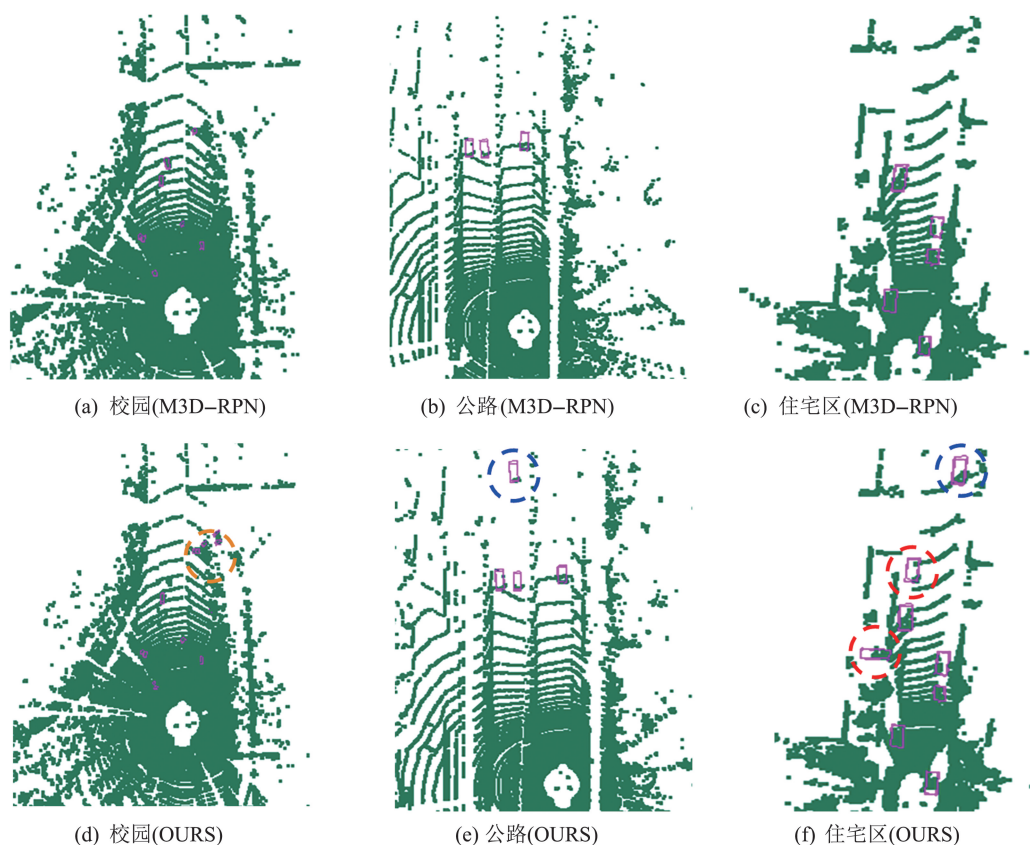 (a) 校园(M3D–RPN)
(b) 公路(M3D–RPN)
(c) 住宅区(M3D–RPN)
(d) 校园(OURS)
(e) 公路(OURS)
(f) 住宅区(OURS)